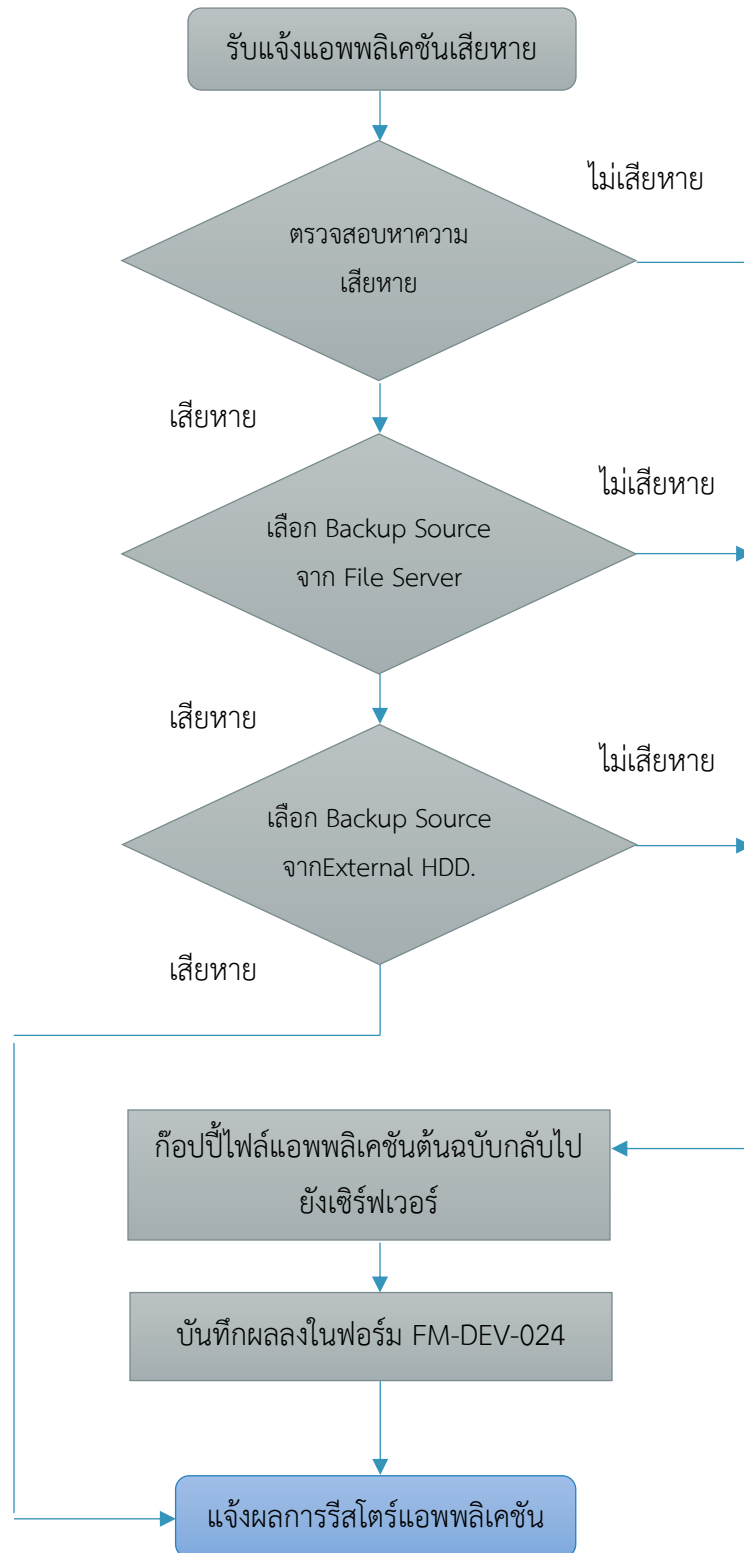 รับแจ้งแอพพลิเคชันเสียหาย
ไม่เสียหาย
ตรวจสอบหาความ
เสียหาย
เสียหาย
ไม่เสียหาย
เลือก Backup Source
จาก File Server
เสียหาย
ไม่เสียหาย
เลือก Backup Source
จากExternal HDD.
เสียหาย
ก๊อปปี้ไฟล์แอพพลิเคชันต้นฉบับกลับไป
ยังเซิร์ฟเวอร์
บันทึกผลลงในฟอร์ม FM-DEV-024
แจ้งผลการรีสโตร์แอพพลิเคชัน